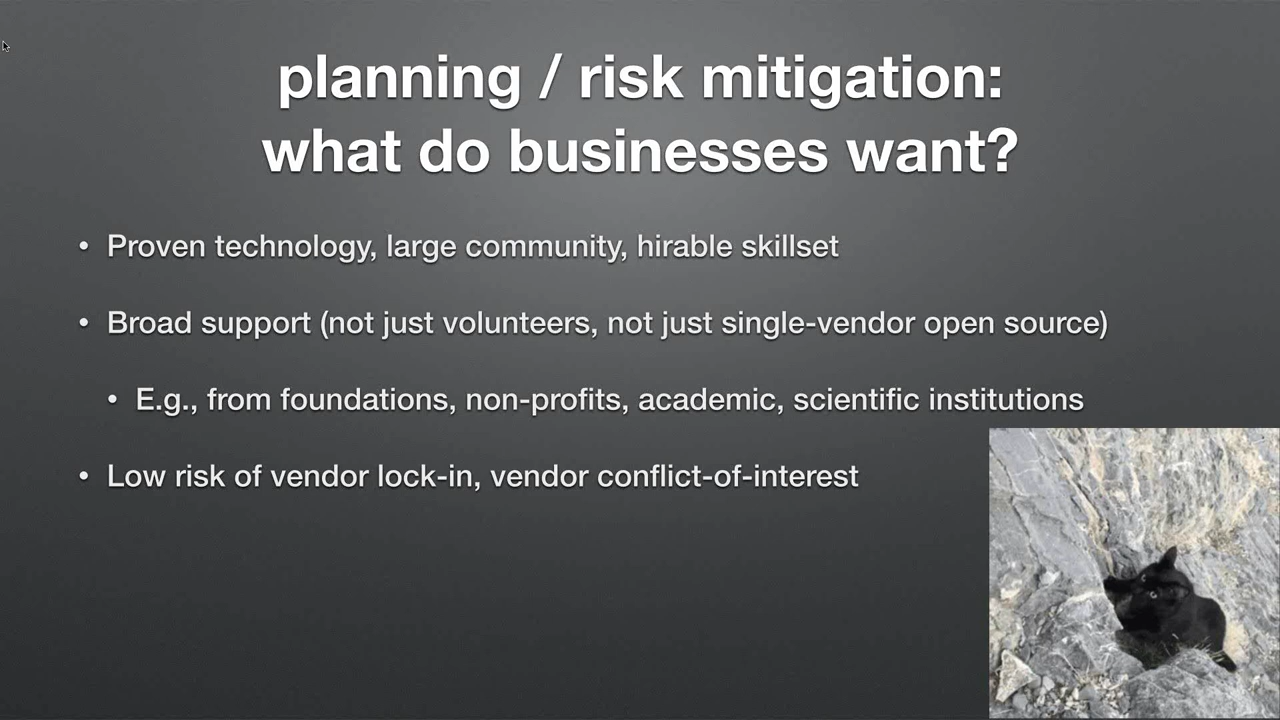 planning / risk mitigation:
what do businesses want?
• Proven technology, large community, hirable skillset
• Broad support (not just volunteers, not just single-vendor open source)
• E.g., from foundations, non-profits, academic, scientific institutions
• Low risk of vendor lock-in, vendor conflict-of-interest